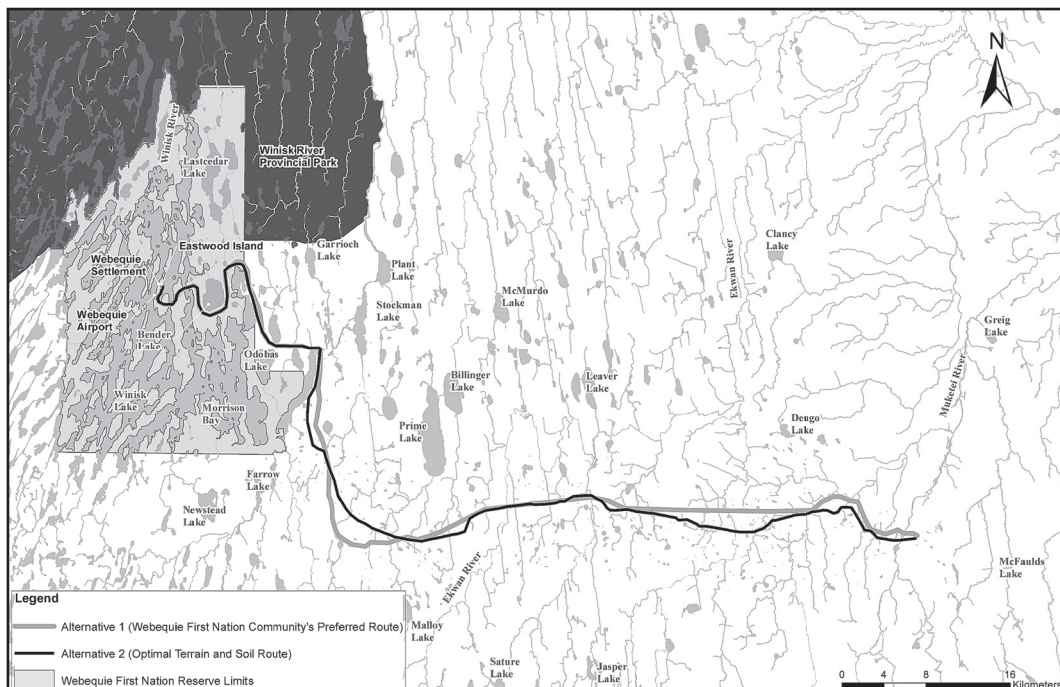 N
Winisk River
Lastcedar
Lake
Winisk River
Provincial Park
Eastwood Island
Garrioch
Lake
Clancy
Lake
Webequie
Settlement
Plant
Lake
Ekwan River
McMurdo
Lake
Stockman
Lake
Webequie
Airport
Bender
Lake
Greig
Lake
Odobas
Lake
Muketei River
Billinger
Lake
Leaver
Lake
Winisk
Lake
Morrison
Bay
Prime
Lake
Deugo
Lake
Farrow
Lake
Newstead
Lake
Ekwan River
McFaulds
Lake
Malloy
Lake
Sature
Lake
Jasper
Lake
Legend
Alternative 1 (Webequie First Nation Community's Preferred Route)
Alternative 2 (Optimal Terrain and Soil Route)
Webequie First Nation Reserve Limits
0 4 8 12 16
Kilometers